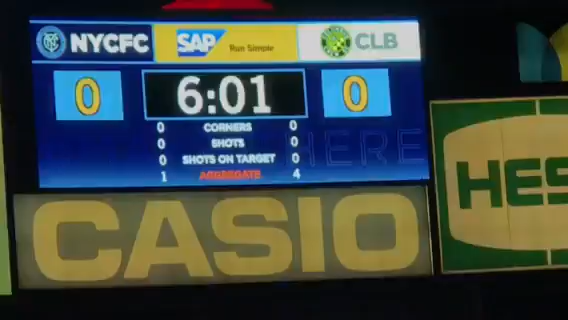 NYCFC SAP Run Simple CLB
0 6:01 0
0 CORNERS 0
0 SHOTS 0
0 SHOTS ON TARGET 0
1 AGGREGATE 4
HERE
CASIO
HES